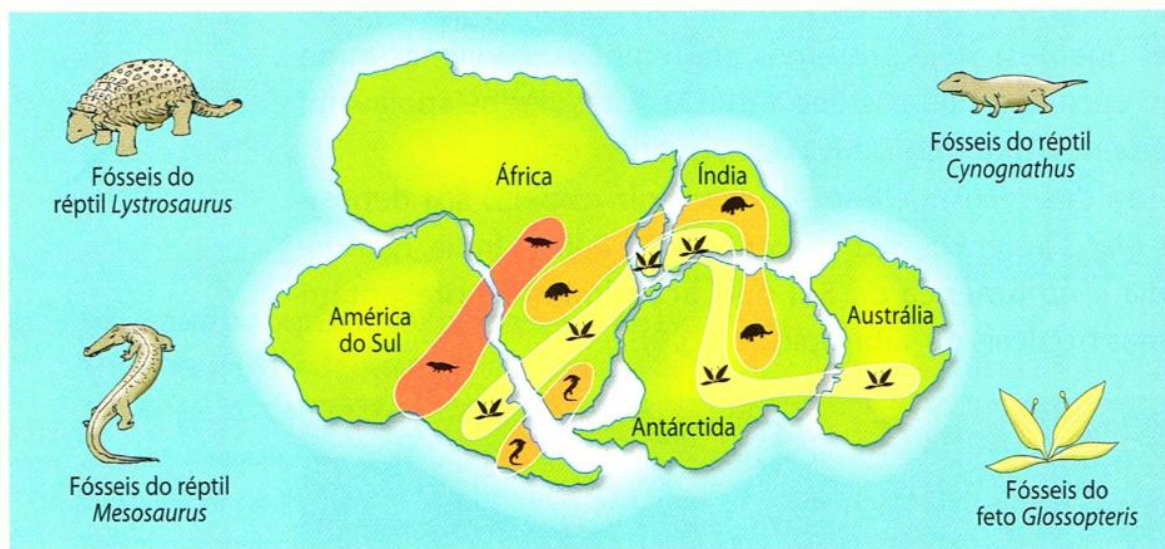 Fósseis do
réptil Lystrosaurus
Fósseis do réptil
Cynognathus
África
Índia
América
do Sul
Austrália
Antárctida
Fósseis do réptil
Mesosaurus
Fósseis do
feto Glossopteris